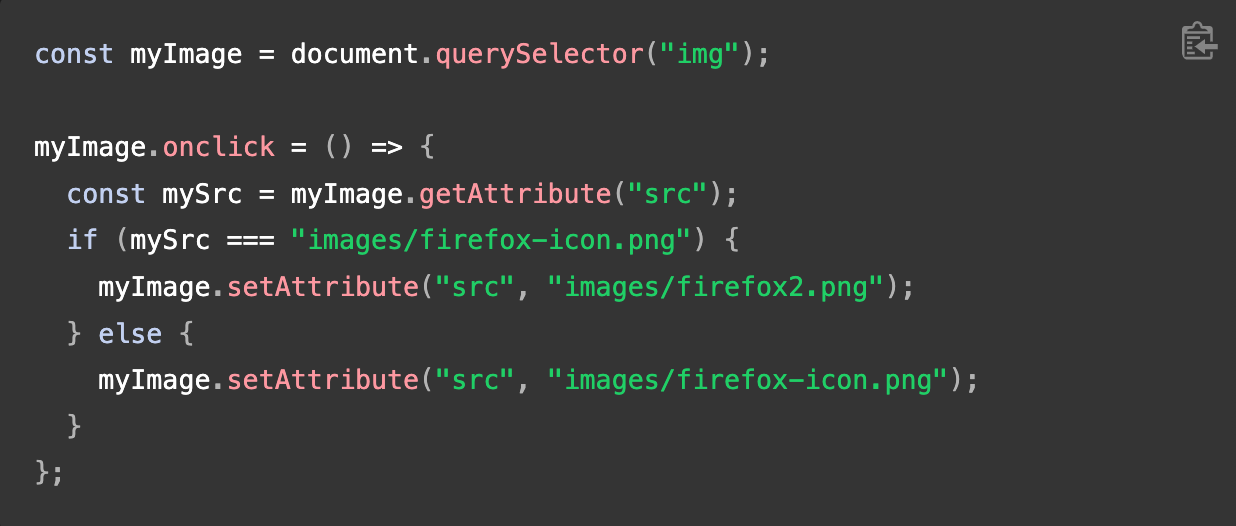 const myImage = document.querySelector("img");

myImage.onclick = () => {
  const mySrc = myImage.getAttribute("src");
  if (mySrc === "images/firefox-icon.png") {
    myImage.setAttribute("src", "images/firefox2.png");
  } else {
    myImage.setAttribute("src", "images/firefox-icon.png");
  }
};